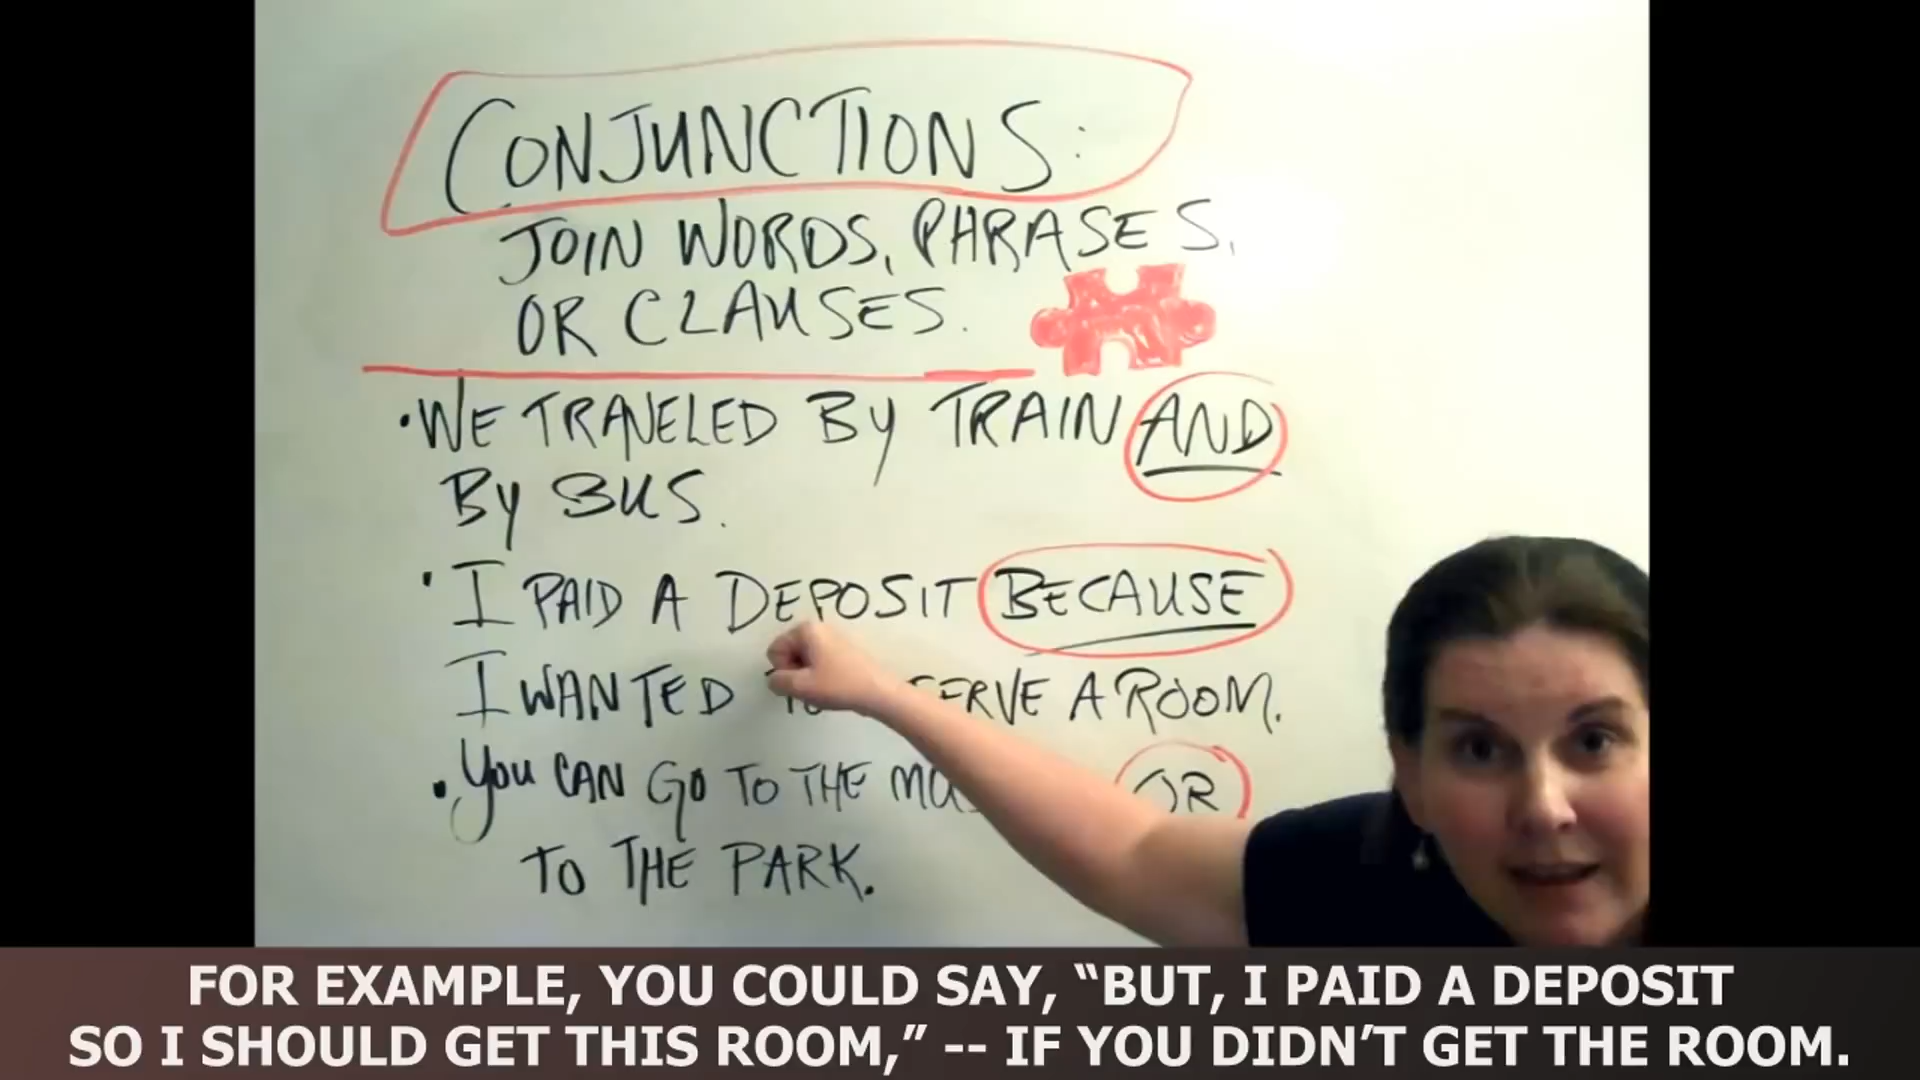 CONJUNCTIONS:
JOIN WORDS, PHRASES,
OR CLAUSES.
• WE TRAVELED BY TRAIN AND
BY BUS.
• I PAID A DEPOSIT BECAUSE
I WANTED A ROOM.
• YOU CAN GO TO THE OR
TO THE PARK.
FOR EXAMPLE, YOU COULD SAY, “BUT, I PAID A DEPOSIT
SO I SHOULD GET THIS ROOM,” -- IF YOU DIDN’T GET THE ROOM.